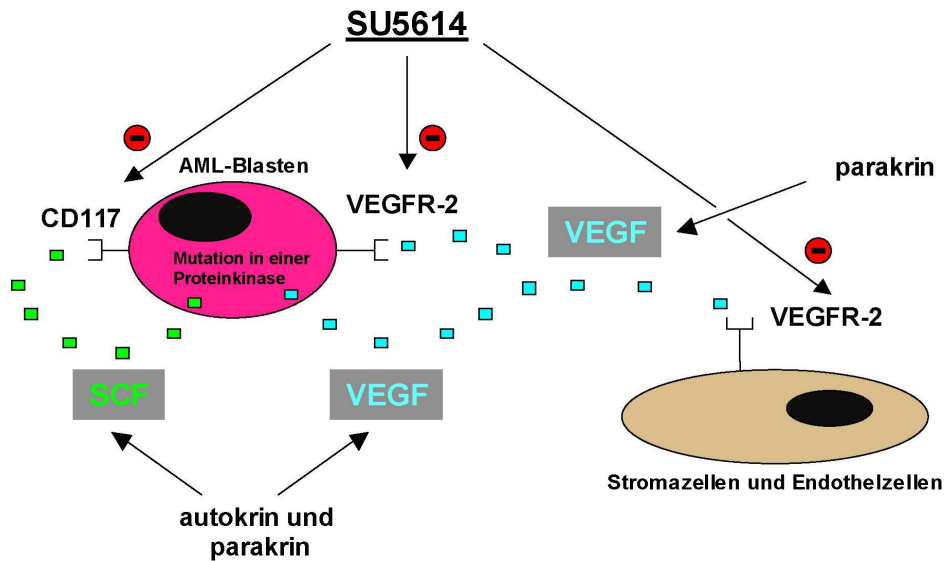 SU5614
AML-Blasten
parakrin
CD117
VEGFR-2
VEGF
Mutation in einer
Proteinkinase
VEGFR-2
SCF
VEGF
Stromazellen und Endothelzellen
autokrin und
parakrin